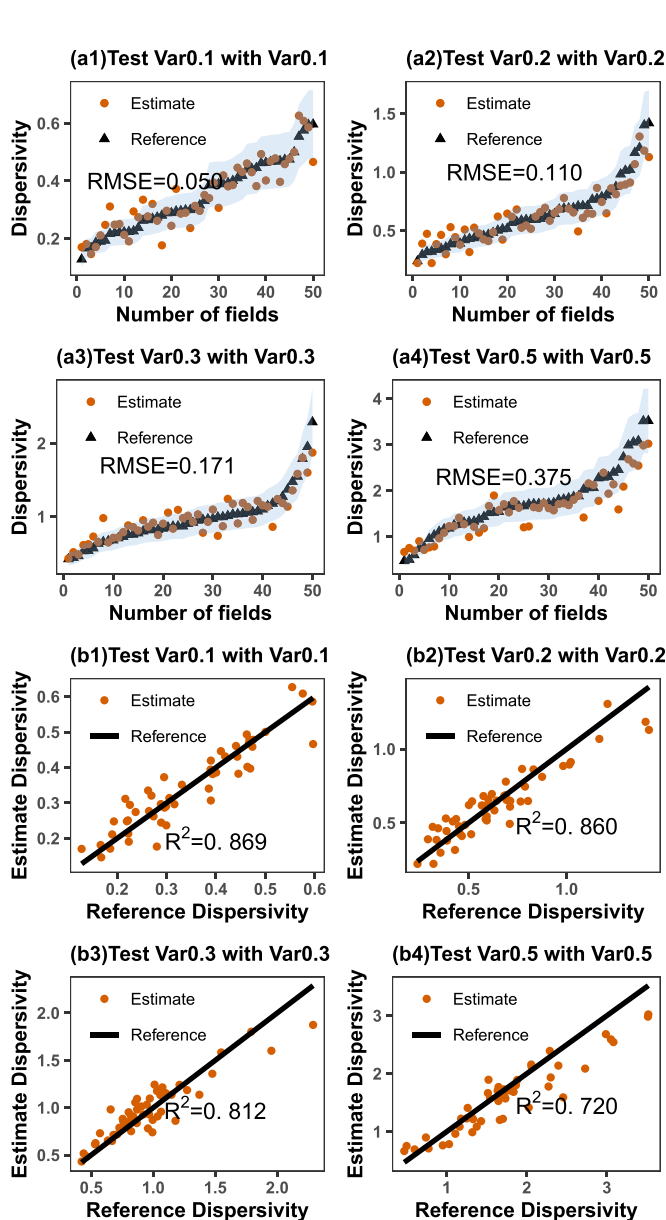 (a1)Test Var0.1 with Var0.1
Dispersivity
Estimate
Reference
RMSE=0.050
0.6
0.4
0.2
0 10 20 30 40 50
Number of fields
(a2)Test Var0.2 with Var0.2
Dispersivity
Estimate
Reference
RMSE=0.110
1.5
1.0
0.5
0 10 20 30 40 50
Number of fields
(a3)Test Var0.3 with Var0.3
Dispersivity
Estimate
Reference
RMSE=0.171
2
1
0 10 20 30 40 50
Number of fields
(a4)Test Var0.5 with Var0.5
Dispersivity
Estimate
Reference
RMSE=0.375
4
3
2
1
0 10 20 30 40 50
Number of fields
(b1)Test Var0.1 with Var0.1
Estimate Dispersivity
Estimate
Reference
R²=0. 869
0.6
0.5
0.4
0.3
0.2
0.2 0.3 0.4 0.5 0.6
Reference Dispersivity
(b2)Test Var0.2 with Var0.2
Estimate Dispersivity
Estimate
Reference
R²=0. 860
1.0
0.5
0.5 1.0
Reference Dispersivity
(b3)Test Var0.3 with Var0.3
Estimate Dispersivity
Estimate
Reference
R²=0. 812
2.0
1.5
1.0
0.5
0.5 1.0 1.5 2.0
Reference Dispersivity
(b4)Test Var0.5 with Var0.5
Estimate Dispersivity
Estimate
Reference
R²=0. 720
3
2
1
1 2 3
Reference Dispersivity